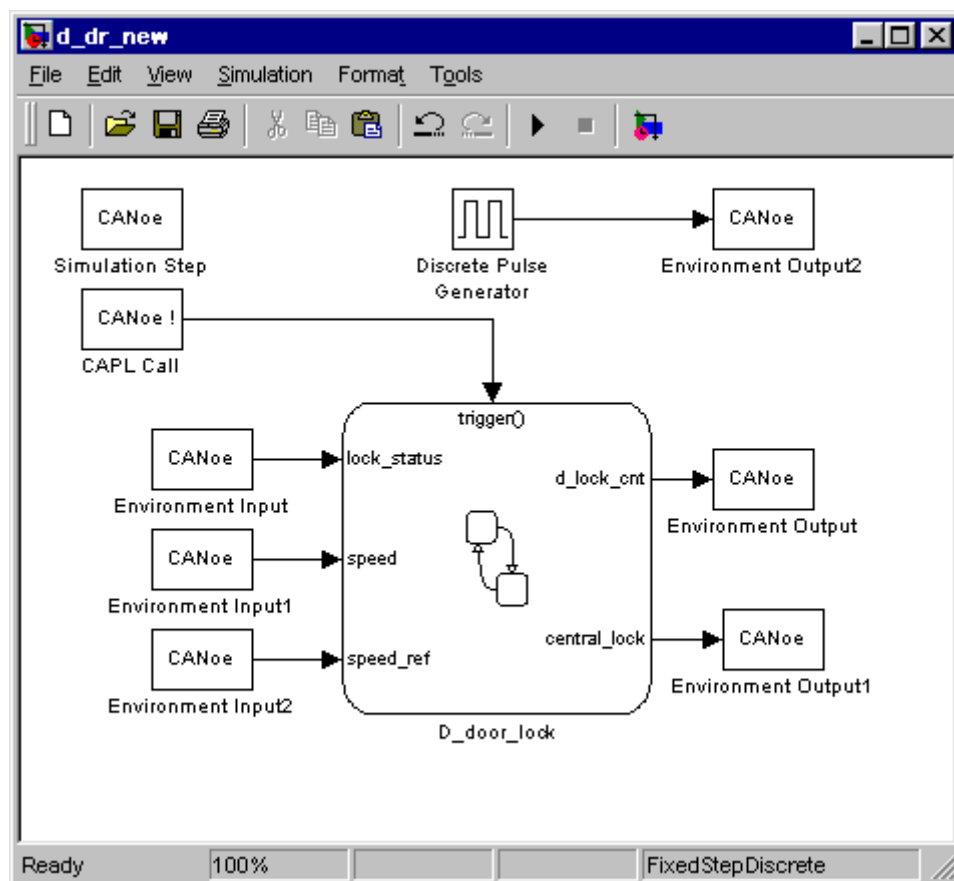 d_dr_new
File Edit View Simulation Format Tools
CANoe
Simulation Step
Discrete Pulse
Generator
CANoe
Environment Output2
CANoe !
CAPL Call
trigger()
CANoe
Environment Input
lock_status
d_lock_cnt
CANoe
Environment Output
CANoe
Environment Input1
speed
CANoe
Environment Input2
speed_ref
central_lock
CANoe
Environment Output1
D_door_lock
Ready 100% FixedStepDiscrete